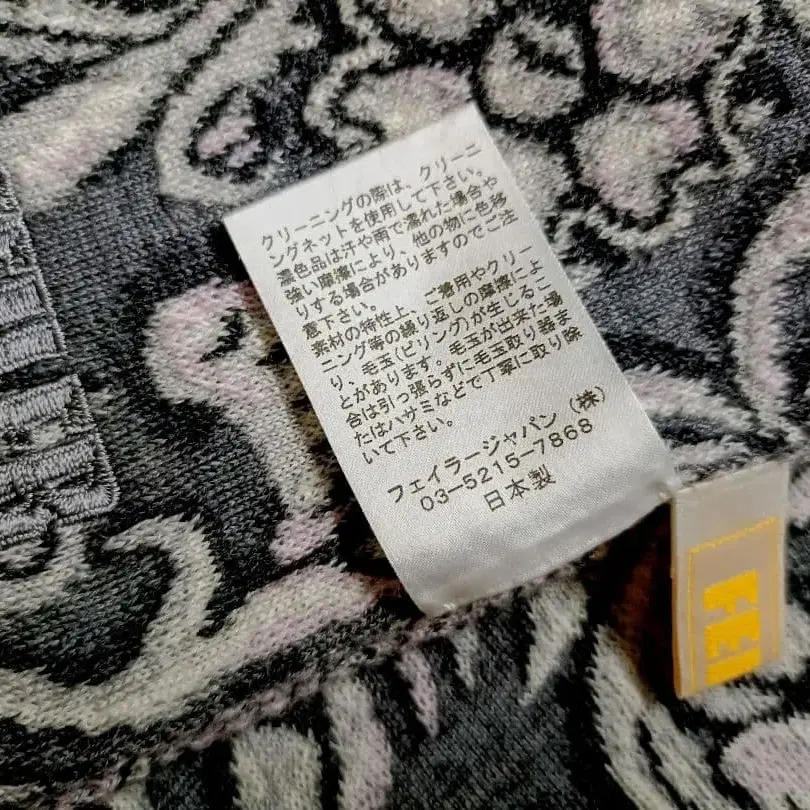 クリーニングの際は、クリーニ
ングネットを使用して下さい。
濃色品は汗や雨で濡れた場合や
強い摩擦により、他の物に色移
りする場合がありますのでご注
意下さい。
素材の特性上、ご着用やクリー
ニング等の繰り返しの摩擦によ
り、毛玉(ピリング)が生じるこ
とがあります。毛玉が出来た場
合は引っ張らずに毛玉取り器ま
たはハサミなどで丁寧に取り除
いて下さい。
フェイラージャパン(株)
03-5215-7868
日本製
FEI